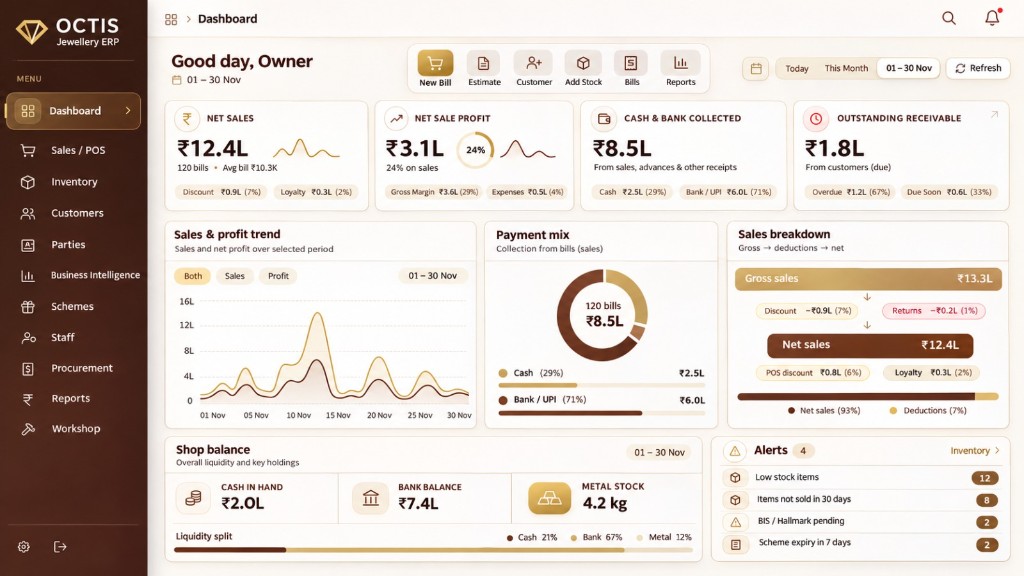 OCTIS
Jewellery ERP
MENU
Dashboard
Sales / POS
Inventory
Customers
Parties
Business Intelligence
Schemes
Staff
Procurement
Reports
Workshop
Dashboard
Good day, Owner
01 – 30 Nov
New Bill
Estimate
Customer
Add Stock
Bills
Reports
Today
This Month
01 – 30 Nov
Refresh
NET SALES
₹12.4L
120 bills • Avg bill ₹10.3K
Discount ₹0.9L (7%)
Loyalty ₹0.3L (2%)
NET SALE PROFIT
₹3.1L
24%
24% on sales
Gross Margin ₹3.6L (29%)
Expenses ₹0.5L (4%)
CASH & BANK COLLECTED
₹8.5L
From sales, advances & other receipts
Cash ₹2.5L (29%)
Bank / UPI ₹6.0L (71%)
OUTSTANDING RECEIVABLE
₹1.8L
From customers (due)
Overdue ₹1.2L (67%)
Due Soon ₹0.6L (33%)
Sales & profit trend
Sales and net profit over selected period
Both
Sales
Profit
01 – 30 Nov
16L
12L
8L
4L
0
01 Nov
05 Nov
10 Nov
15 Nov
20 Nov
25 Nov
30 Nov
Payment mix
Collection from bills (sales)
120 bills
₹8.5L
Cash (29%) ₹2.5L
Bank / UPI (71%) ₹6.0L
Sales breakdown
Gross → deductions → net
Gross sales ₹13.3L
Discount −₹0.9L (7%)
Returns −₹0.2L (1%)
Net sales ₹12.4L
POS discount ₹0.8L (6%)
Loyalty ₹0.3L (2%)
Net sales (93%)
Deductions (7%)
Shop balance
Overall liquidity and key holdings
01 – 30 Nov
CASH IN HAND
₹2.0L
BANK BALANCE
₹7.4L
METAL STOCK
4.2 kg
Liquidity split
Cash 21%
Bank 67%
Metal 12%
Alerts 4
Inventory
Low stock items 12
Items not sold in 30 days 8
BIS / Hallmark pending 2
Scheme expiry in 7 days 2